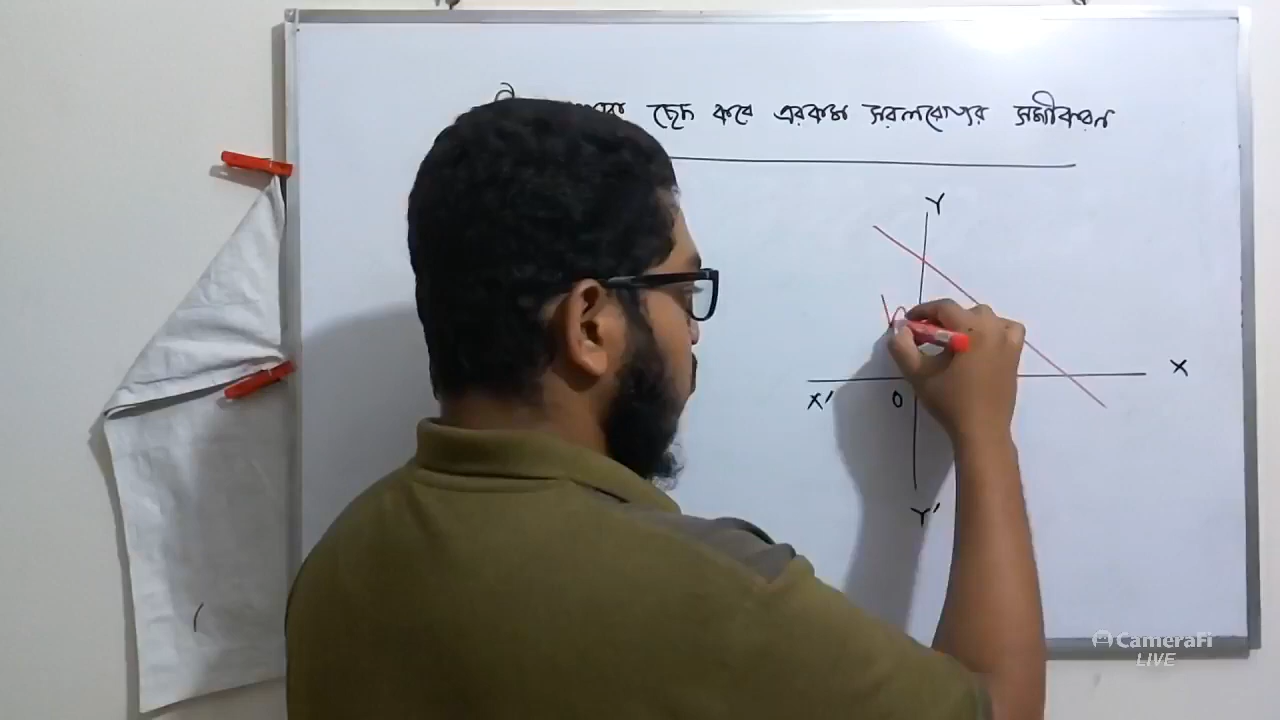 ছেদ করে এরকম সরলরেখার সমীকরণ
Y
X
X' O
Y'
CameraFi
LIVE